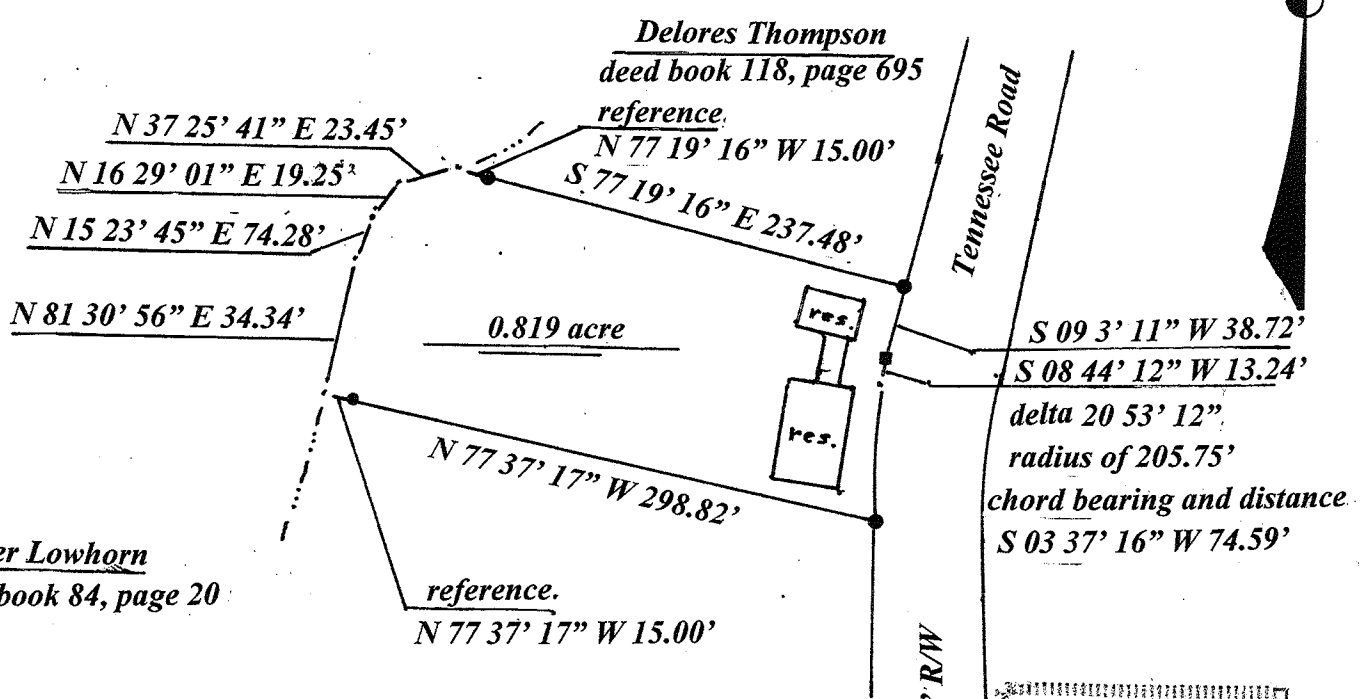 Delores Thompson
deed book 118, page 695
reference.
N 77 19' 16" W 15.00'
S 77 19' 16" E 237.48'
Tennessee Road
N 37 25' 41" E 23.45'
N 16 29' 01" E 19.25'
N 15 23' 45" E 74.28'
N 81 30' 56" E 34.34'
0.819 acre
res.
res.
S 09 3' 11" W 38.72'
S 08 44' 12" W 13.24'
delta 20 53' 12"
radius of 205.75'
chord bearing and distance
S 03 37' 16" W 74.59'
N 77 37' 17" W 298.82'
er Lowhorn
book 84, page 20
reference.
N 77 37' 17" W 15.00'
' R/W